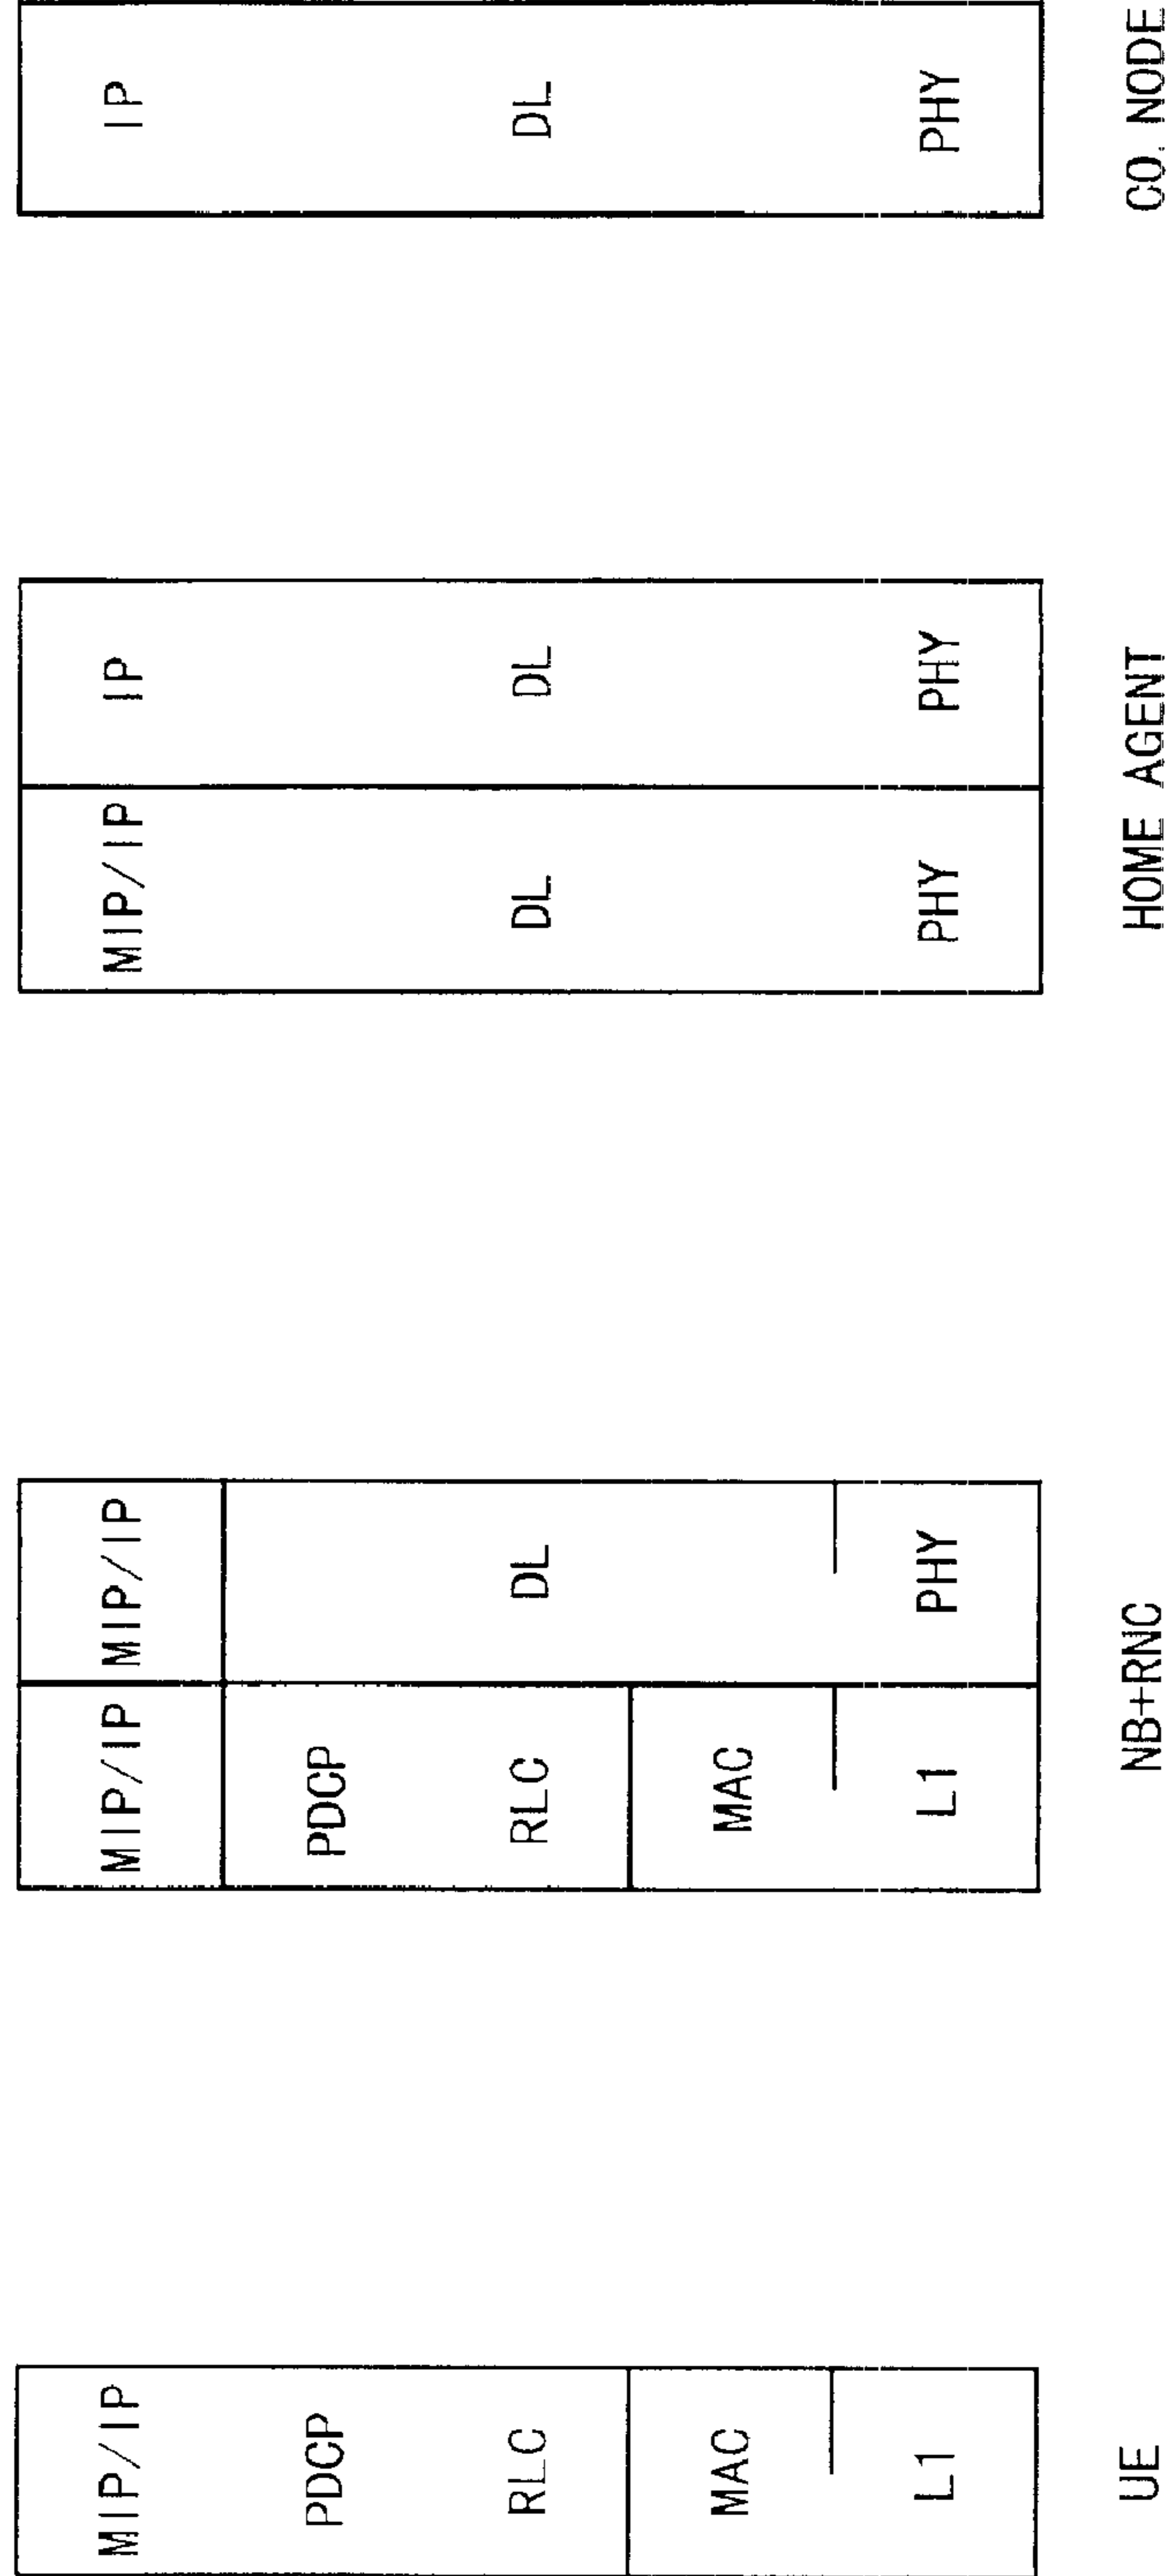 MIP/IP
PDCP
RLC
MAC
L1
UE
MIP/IP
MIP/IP
PDCP
RLC
DL
MAC
L1
PHY
NB+RNC
MIP/IP
IP
DL
DL
PHY
PHY
HOME AGENT
IP
DL
PHY
CO. NODE